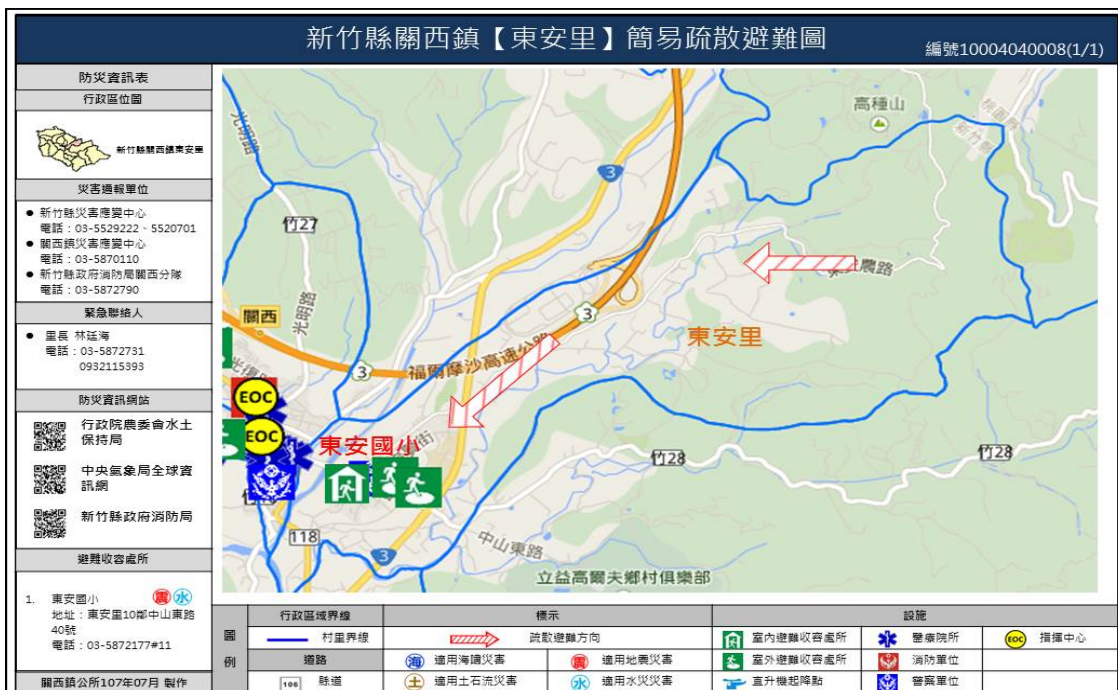 新竹縣關西鎮【東安里】簡易疏散避難圖
編號10004040008(1/1)
防災資訊表
行政區位圖
新竹縣關西鎮東安里
災害通報單位
● 新竹縣災害應變中心
電話：03-5529222、5520701
● 關西鎮災害應變中心
電話：03-5870110
● 新竹縣政府消防局關西分隊
電話：03-5872790
緊急聯絡人
● 里長 林廷海
電話：03-5872731
0932115393
防災資訊網站
行政院農委會水土
保持局
中央氣象局全球資
訊網
新竹縣政府消防局
避難收容處所
1. 東安國小 震 水
地址：東安里10鄰中山東路
40號
電話：03-5872177#11
關西鎮公所107年07月 製作
光明路
竹27
光明路
關西
3
3
3
3
福爾摩沙高速公路
高種山
農路
東安里
EOC
EOC
東安國小
街
竹28
竹28
118
中山東路
立益高爾夫鄉村俱樂部
圖
例
行政區域界線
村里界線
道路
106 縣道
標示
疏散避難方向
海 適用海嘯災害
震 適用地震災害
土 適用土石流災害
水 適用水災災害
設施
室內避難收容處所
醫療院所
EOC 指揮中心
室外避難收容處所
消防單位
直升機起降點
警察單位